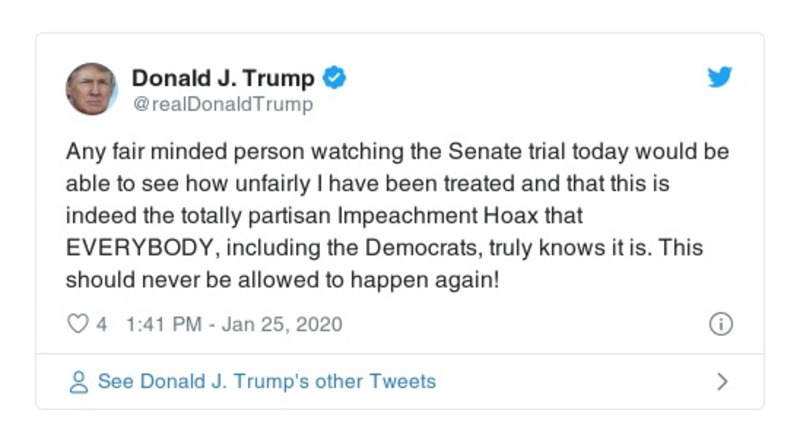 Donald J. Trump
@realDonaldTrump
Any fair minded person watching the Senate trial today would be
able to see how unfairly I have been treated and that this is
indeed the totally partisan Impeachment Hoax that
EVERYBODY, including the Democrats, truly knows it is. This
should never be allowed to happen again!
4 1:41 PM - Jan 25, 2020
See Donald J. Trump's other Tweets